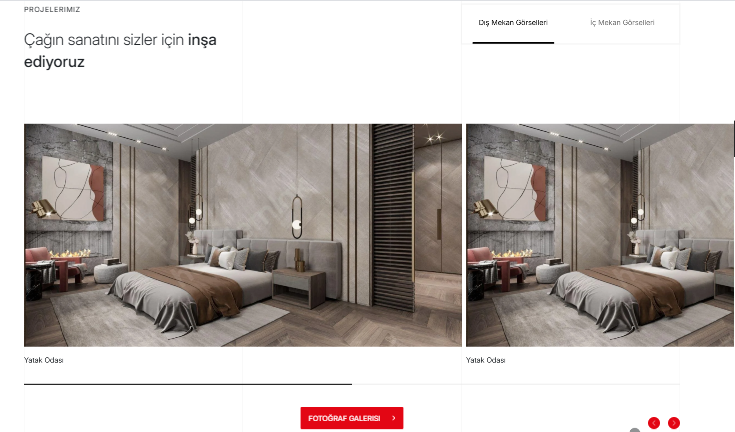 PROJELERIMIZ
Dış Mekan Görselleri
İç Mekan Görselleri
Çağın sanatını sizler için inşa
ediyoruz
Yatak Odası
Yatak Odası
FOTOĞRAF GALERISI